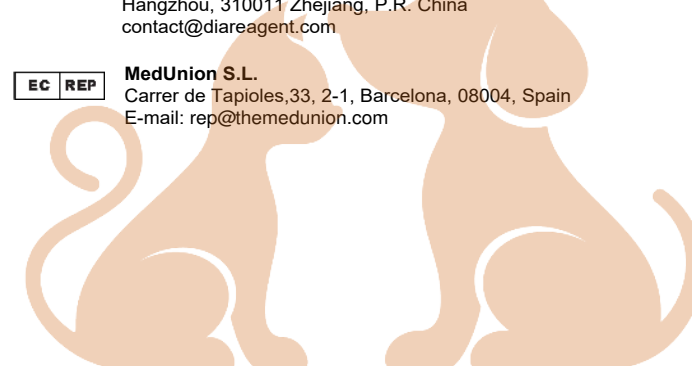 Hangzhou, 310011 Zhejiang, P.R. China
contact@diareagent.com
EC REP
MedUnion S.L.
Carrer de Tapioles,33, 2-1, Barcelona, 08004, Spain
E-mail: rep@themedunion.com